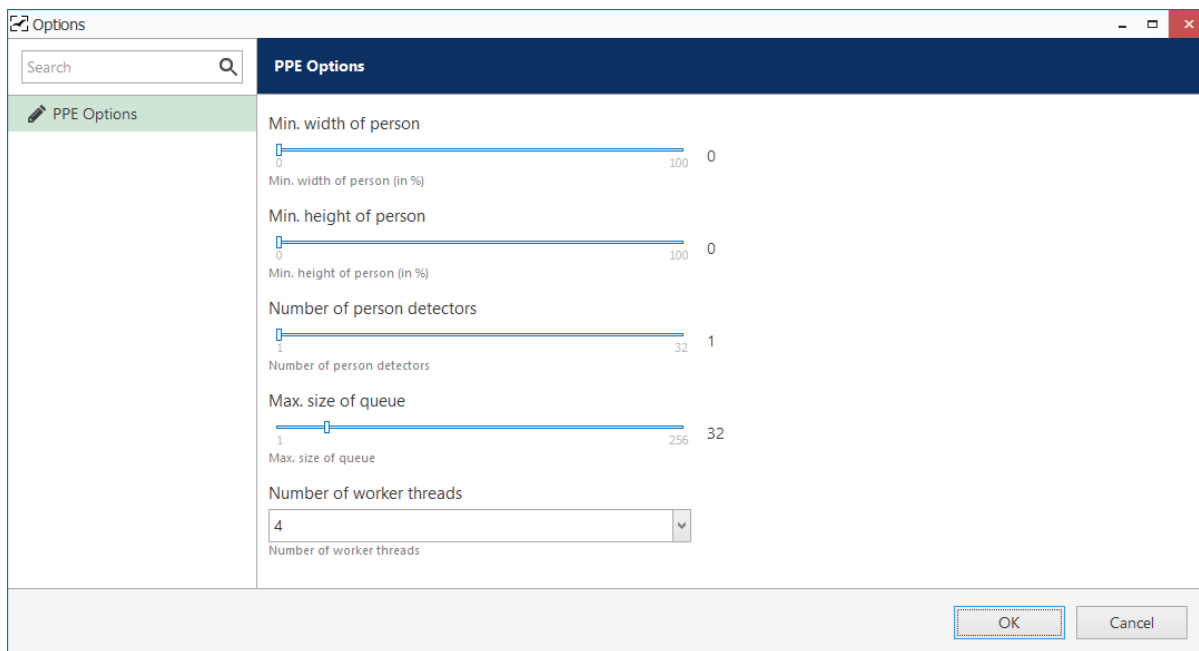 Options
Search
PPE Options
PPE Options
Min. width of person
0
0 100
Min. width of person (in %)
Min. height of person
0
0 100
Min. height of person (in %)
Number of person detectors
1
1 32
Number of person detectors
Max. size of queue
32
1 256
Max. size of queue
Number of worker threads
4
Number of worker threads
OK Cancel